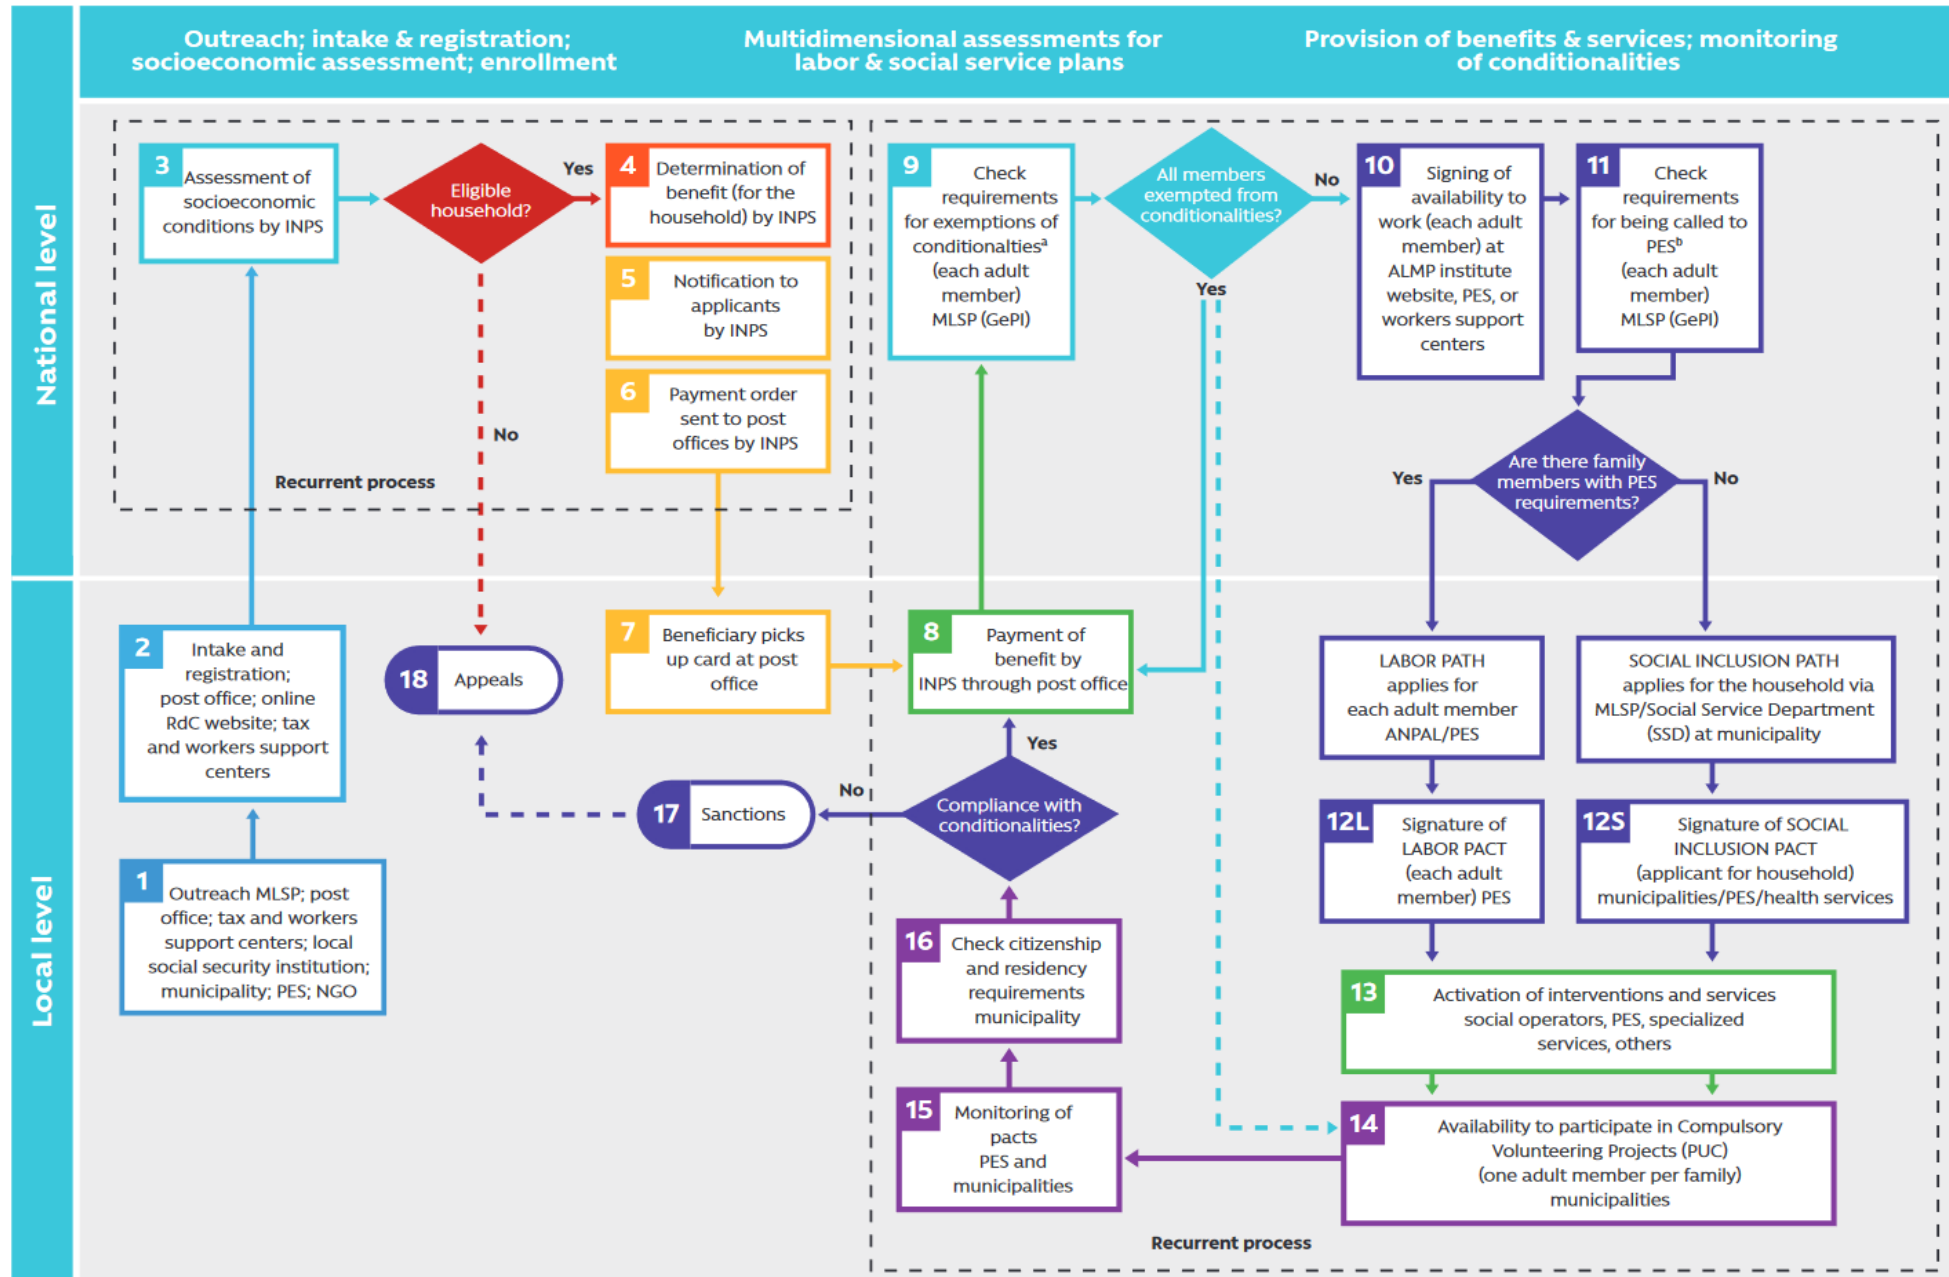 Outreach; intake & registration;
socioeconomic assessment; enrollment
Multidimensional assessments for
labor & social service plans
Provision of benefits & services; monitoring
of conditionalities
National level
3
Assessment of
socioeconomic
conditions by INPS
Eligible
household?
Yes
No
4
Determination of
benefit (for the
household) by INPS
5
Notification to
applicants
by INPS
6
Payment order
sent to post
offices by INPS
Recurrent process
9
Check
requirements
for exemptions of
conditionaltiesᵃ
(each adult
member)
MLSP (GePI)
All members
exempted from
conditionalities?
No
Yes
10
Signing of
availability to
work (each adult
member) at
ALMP institute
website, PES, or
workers support
centers
11
Check
requirements
for being called to
PESᵇ
(each adult
member)
MLSP (GePI)
Are there family
members with PES
requirements?
Yes
No
Local level
2
Intake and
registration;
post office; online
RdC website; tax
and workers support
centers
1
Outreach MLSP; post
office; tax and workers
support centers; local
social security institution;
municipality; PES; NGO
18
Appeals
7
Beneficiary picks
up card at post
office
8
Payment of
benefit by
INPS through post office
Yes
No
17
Sanctions
Compliance with
conditionalities?
16
Check citizenship
and residency
requirements
municipality
15
Monitoring of
pacts
PES and
municipalities
LABOR PATH
applies for
each adult member
ANPAL/PES
SOCIAL INCLUSION PATH
applies for the household via
MLSP/Social Service Department
(SSD) at municipality
12L
Signature of
LABOR PACT
(each adult
member) PES
12S
Signature of SOCIAL
INCLUSION PACT
(applicant for household)
municipalities/PES/health services
13
Activation of interventions and services
social operators, PES, specialized
services, others
14
Availability to participate in Compulsory
Volunteering Projects (PUC)
(one adult member per family)
municipalities
Recurrent process